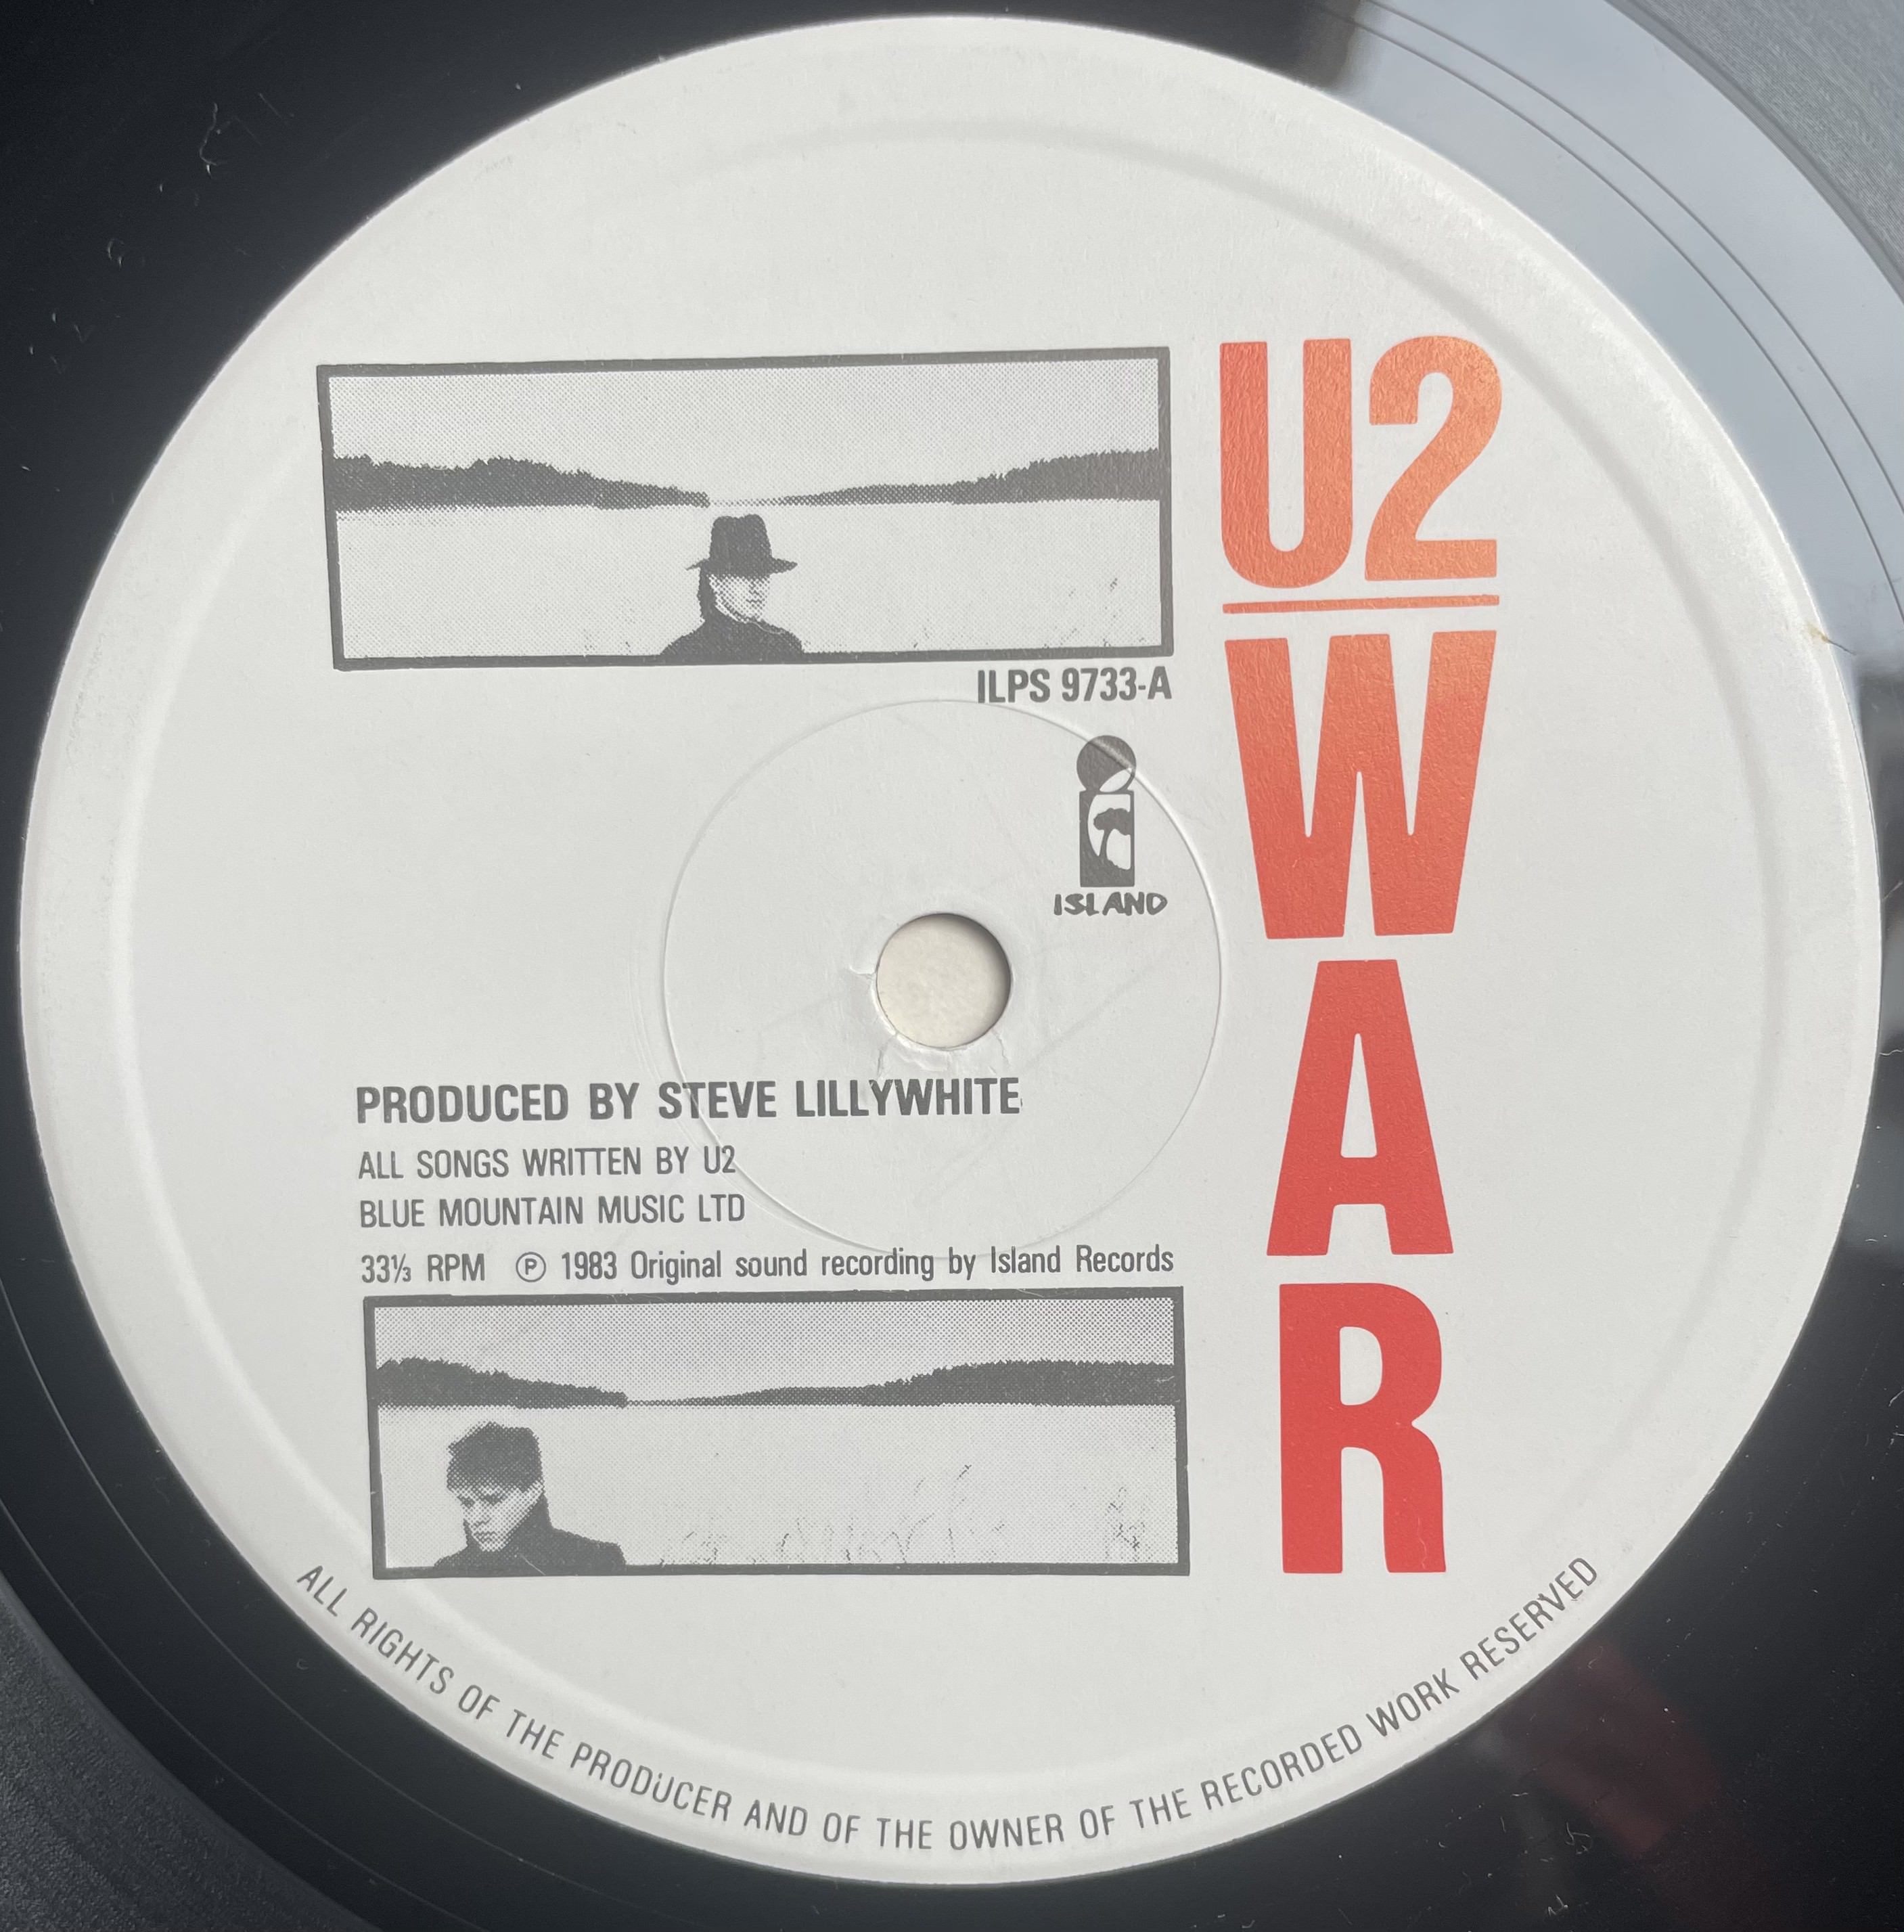 U2
WAR
ILPS 9733-A
ISLAND
PRODUCED BY STEVE LILLYWHITE
ALL SONGS WRITTEN BY U2
BLUE MOUNTAIN MUSIC LTD
33⅓ RPM ℗ 1983 Original sound recording by Island Records
ALL RIGHTS OF THE PRODUCER AND OF THE OWNER OF THE RECORDED WORK RESERVED